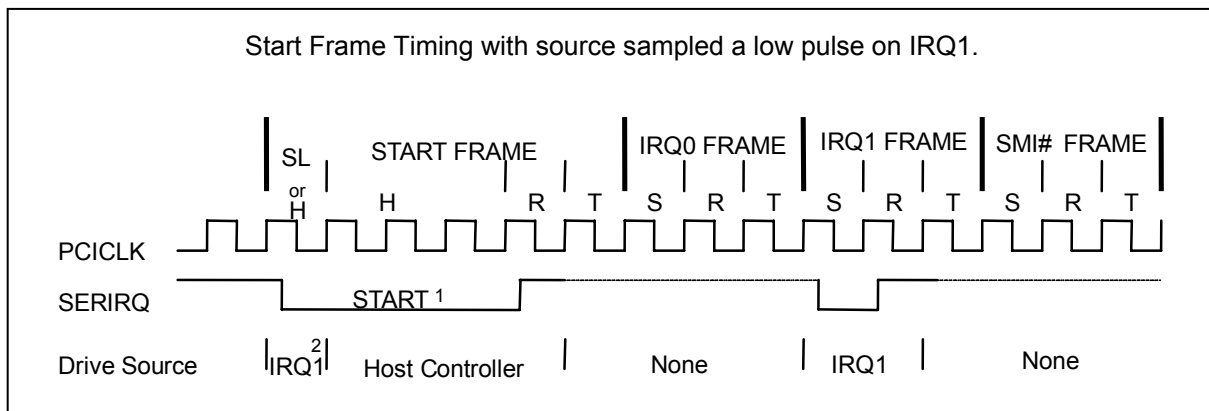 Start Frame Timing with source sampled a low pulse on IRQ1.
SL
or
H
START FRAME
IRQ0 FRAME
IRQ1 FRAME
SMI# FRAME
H R T S R T S R T S R T
PCICLK
SERIRQ
START 1
Drive Source
IRQ1 2
Host Controller
None
IRQ1
None